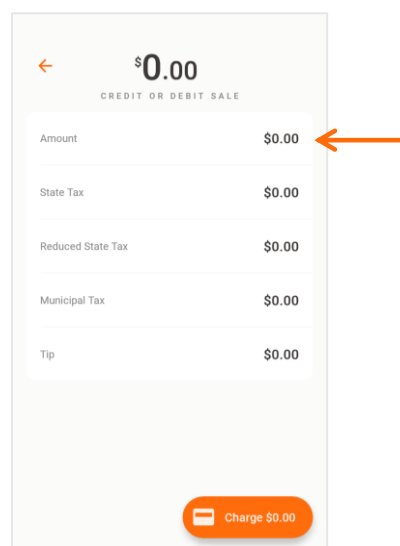 $0.00
CREDIT OR DEBIT SALE
Amount $0.00
State Tax $0.00
Reduced State Tax $0.00
Municipal Tax $0.00
Tip $0.00
Charge $0.00